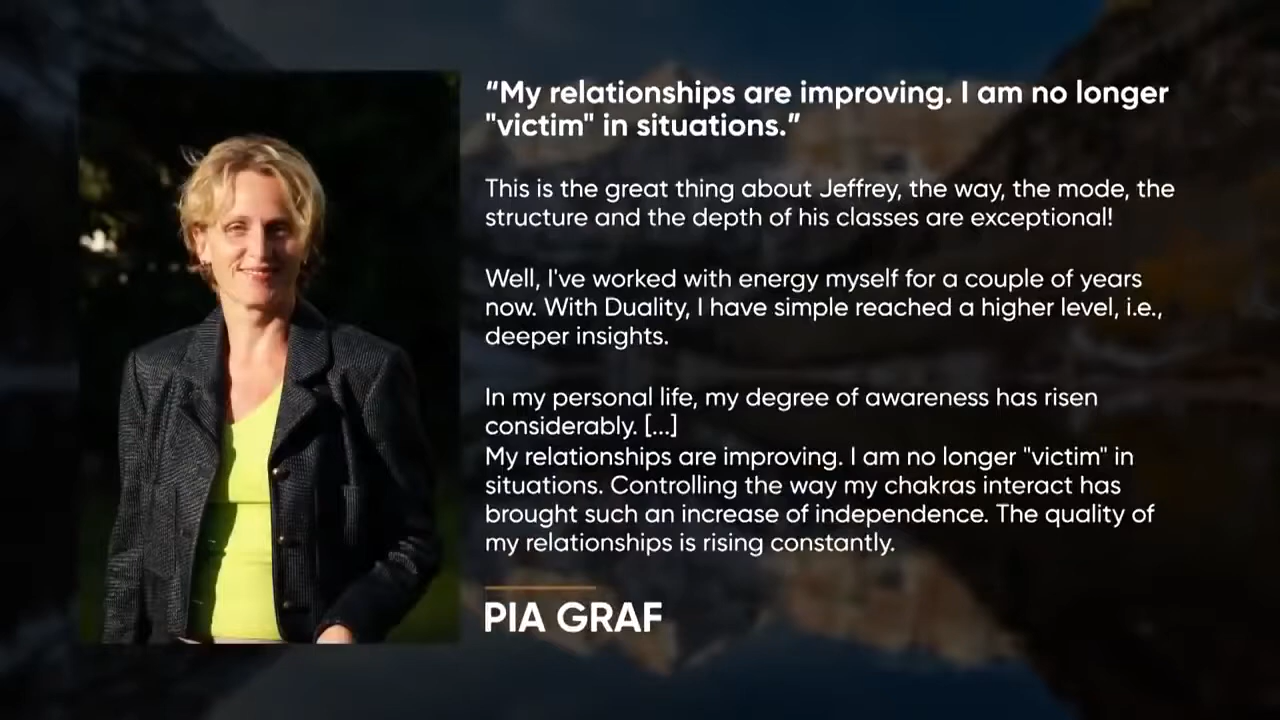 “My relationships are improving. I am no longer
"victim" in situations.”
This is the great thing about Jeffrey, the way, the mode, the
structure and the depth of his classes are exceptional!
Well, I've worked with energy myself for a couple of years
now. With Duality, I have simple reached a higher level, i.e.,
deeper insights.
In my personal life, my degree of awareness has risen
considerably. [...]
My relationships are improving. I am no longer "victim" in
situations. Controlling the way my chakras interact has
brought such an increase of independence. The quality of
my relationships is rising constantly.
PIA GRAF